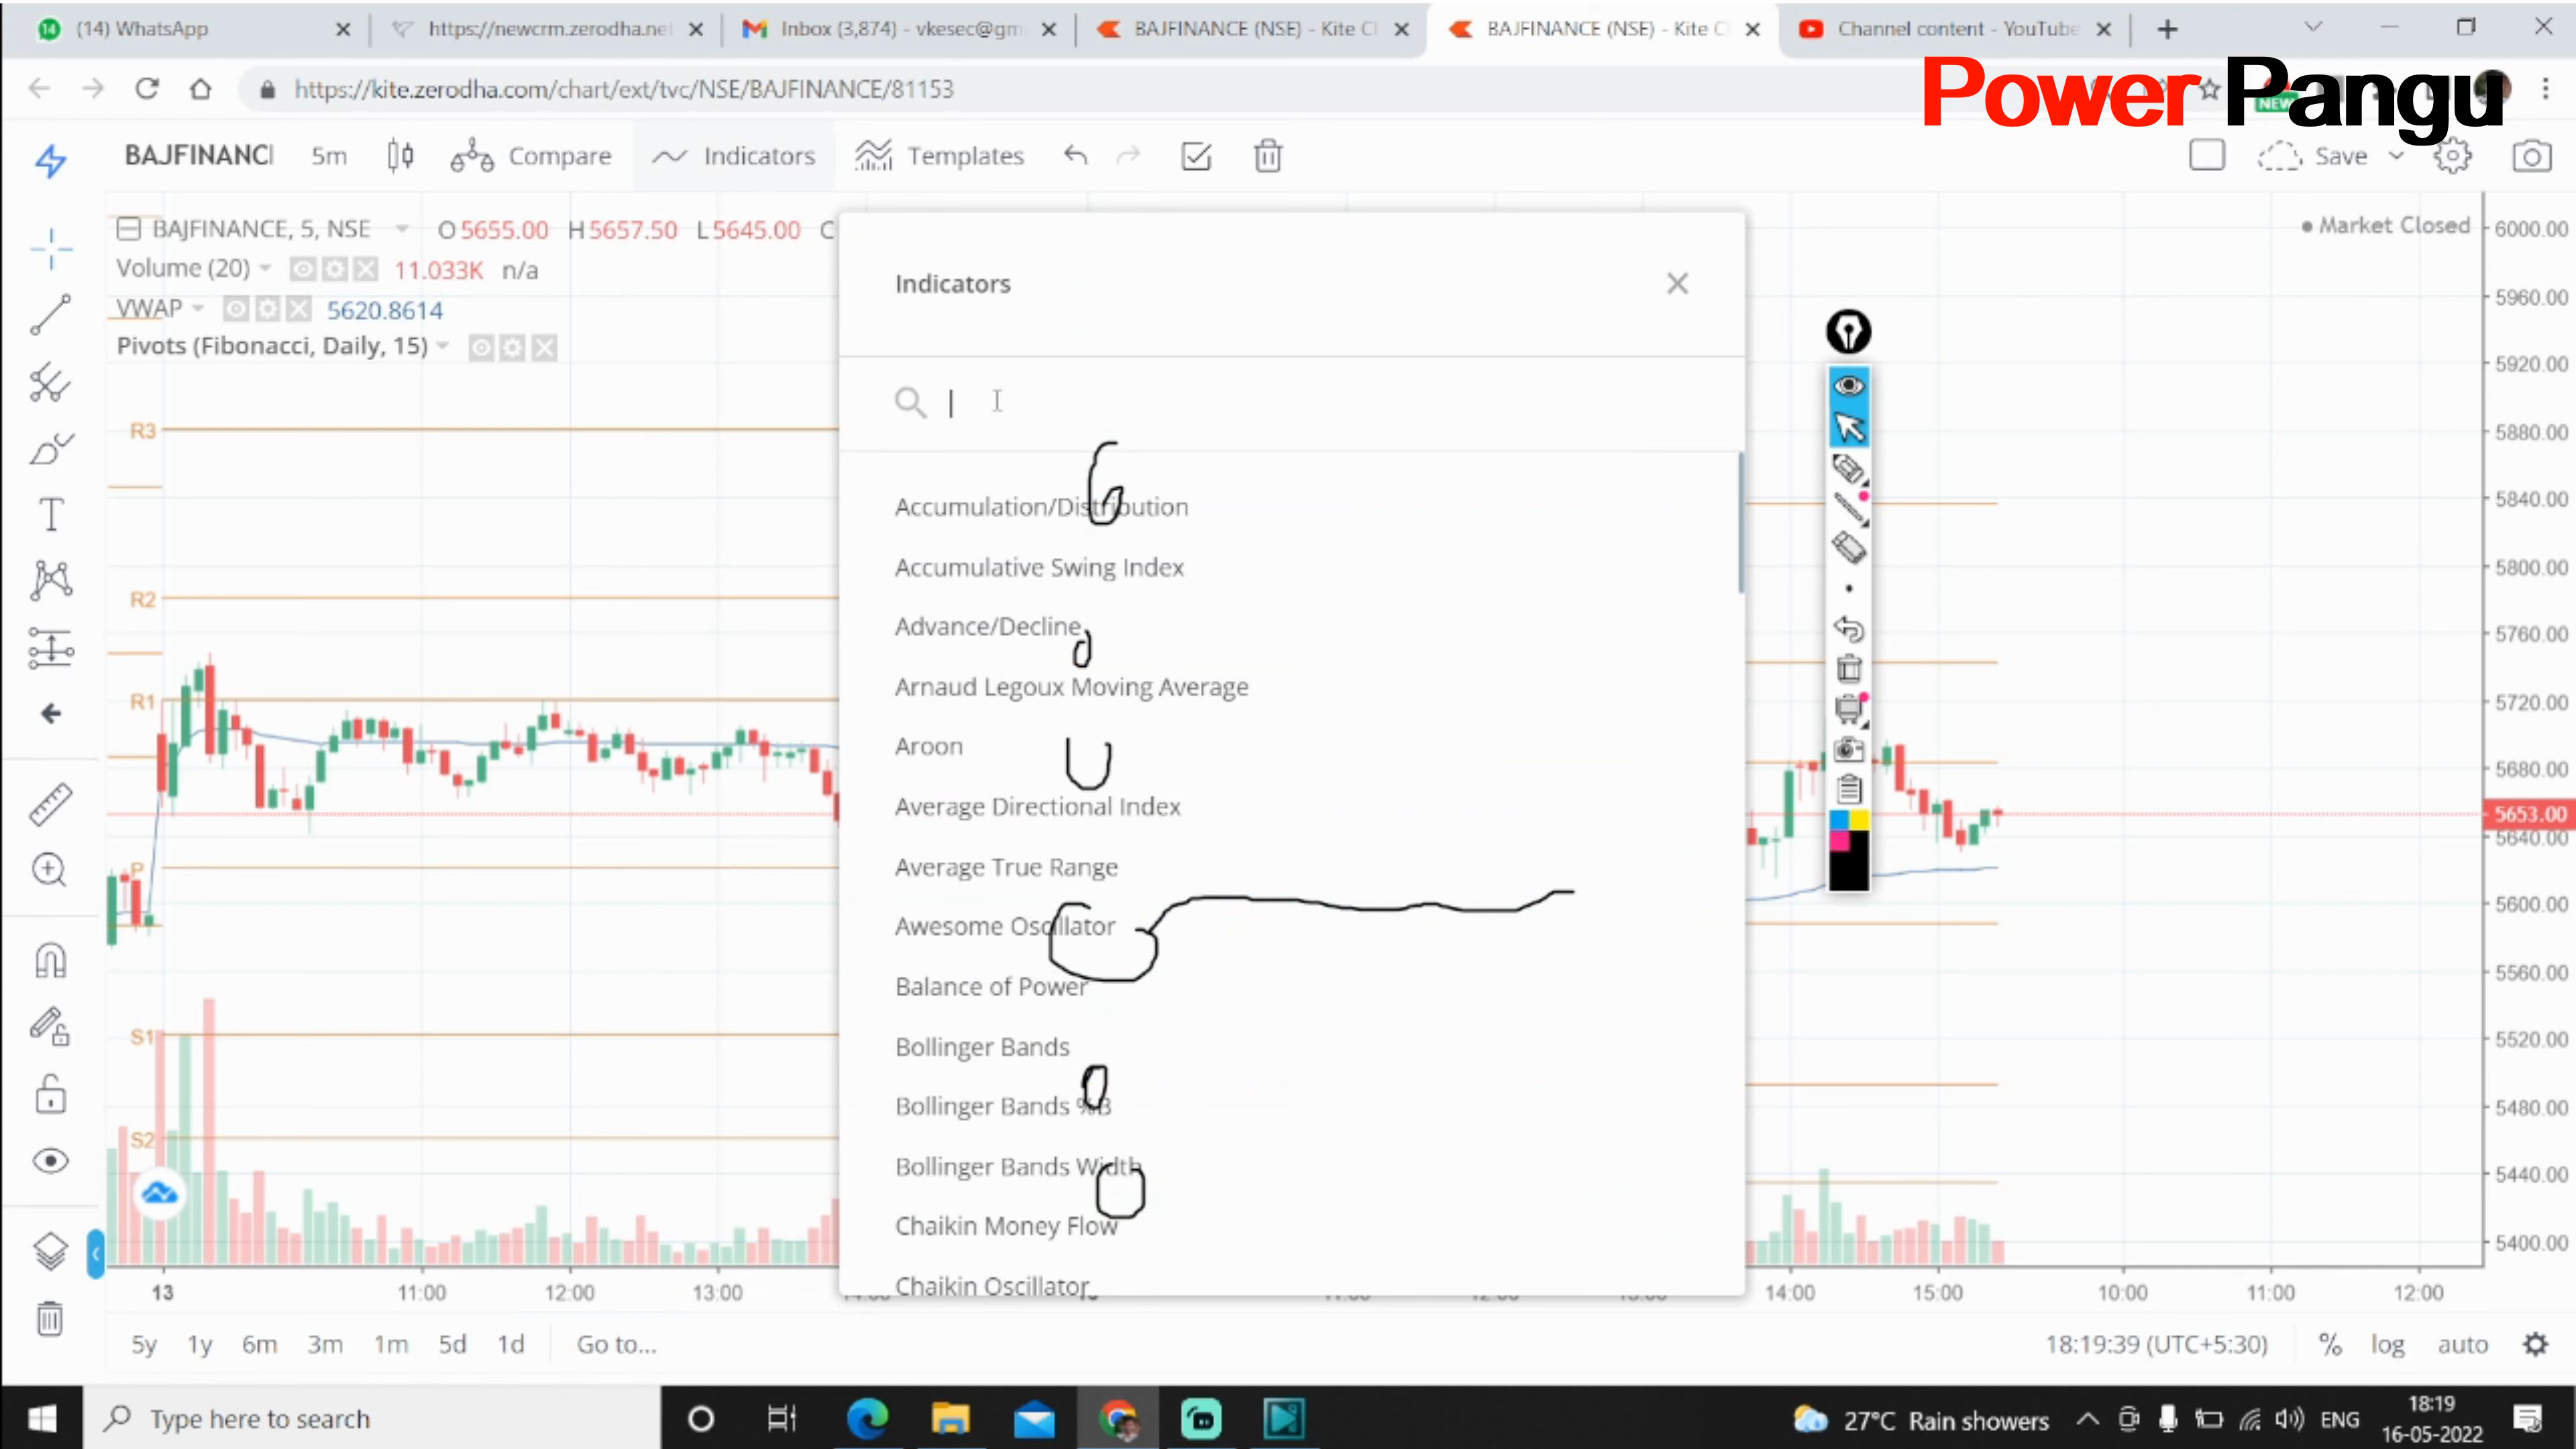 (14) WhatsApp
https://newcrm.zerodha.net
Inbox (3,874) - vkesec@gm
BAJFINANCE (NSE) - Kite C
BAJFINANCE (NSE) - Kite C
Channel content - YouTube
https://kite.zerodha.com/chart/ext/tvc/NSE/BAJFINANCE/81153
Power Pangu
NEW
BAJFINANC 5m Compare Indicators Templates Save
BAJFINANCE, 5, NSE O5655.00 H5657.50 L5645.00 C
Market Closed
Volume (20) 11.033K n/a
VWAP 5620.8614
Pivots (Fibonacci, Daily, 15)
R3
R2
R1
P
S1
S2
Indicators
Accumulation/Distribution
Accumulative Swing Index
Advance/Decline
Arnaud Legoux Moving Average
Aroon
Average Directional Index
Average True Range
Awesome Oscillator
Balance of Power
Bollinger Bands
Bollinger Bands %B
Bollinger Bands Width
Chaikin Money Flow
Chaikin Oscillator
6000.00
5960.00
5920.00
5880.00
5840.00
5800.00
5760.00
5720.00
5680.00
5653.00
5640.00
5600.00
5560.00
5520.00
5480.00
5440.00
5400.00
13 11:00 12:00 13:00 14:00 15:00 10:00 11:00 12:00
5y 1y 6m 3m 1m 5d 1d Go to... 18:19:39 (UTC+5:30) % log auto
Type here to search
27°C Rain showers
ENG
18:19
16-05-2022